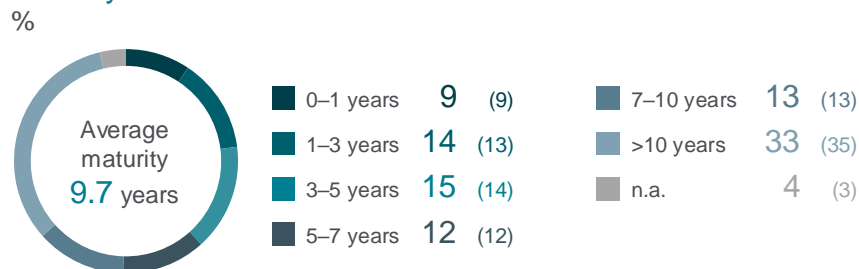 %
Average
maturity
9.7 years
0–1 years 9 (9)
1–3 years 14 (13)
3–5 years 15 (14)
5–7 years 12 (12)
7–10 years 13 (13)
>10 years 33 (35)
n.a. 4 (3)